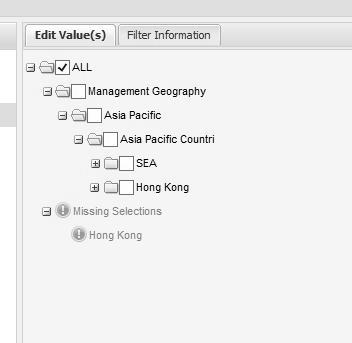 Edit Value(s) Filter Information
ALL
Management Geography
Asia Pacific
Asia Pacific Countri
SEA
Hong Kong
Missing Selections
Hong Kong